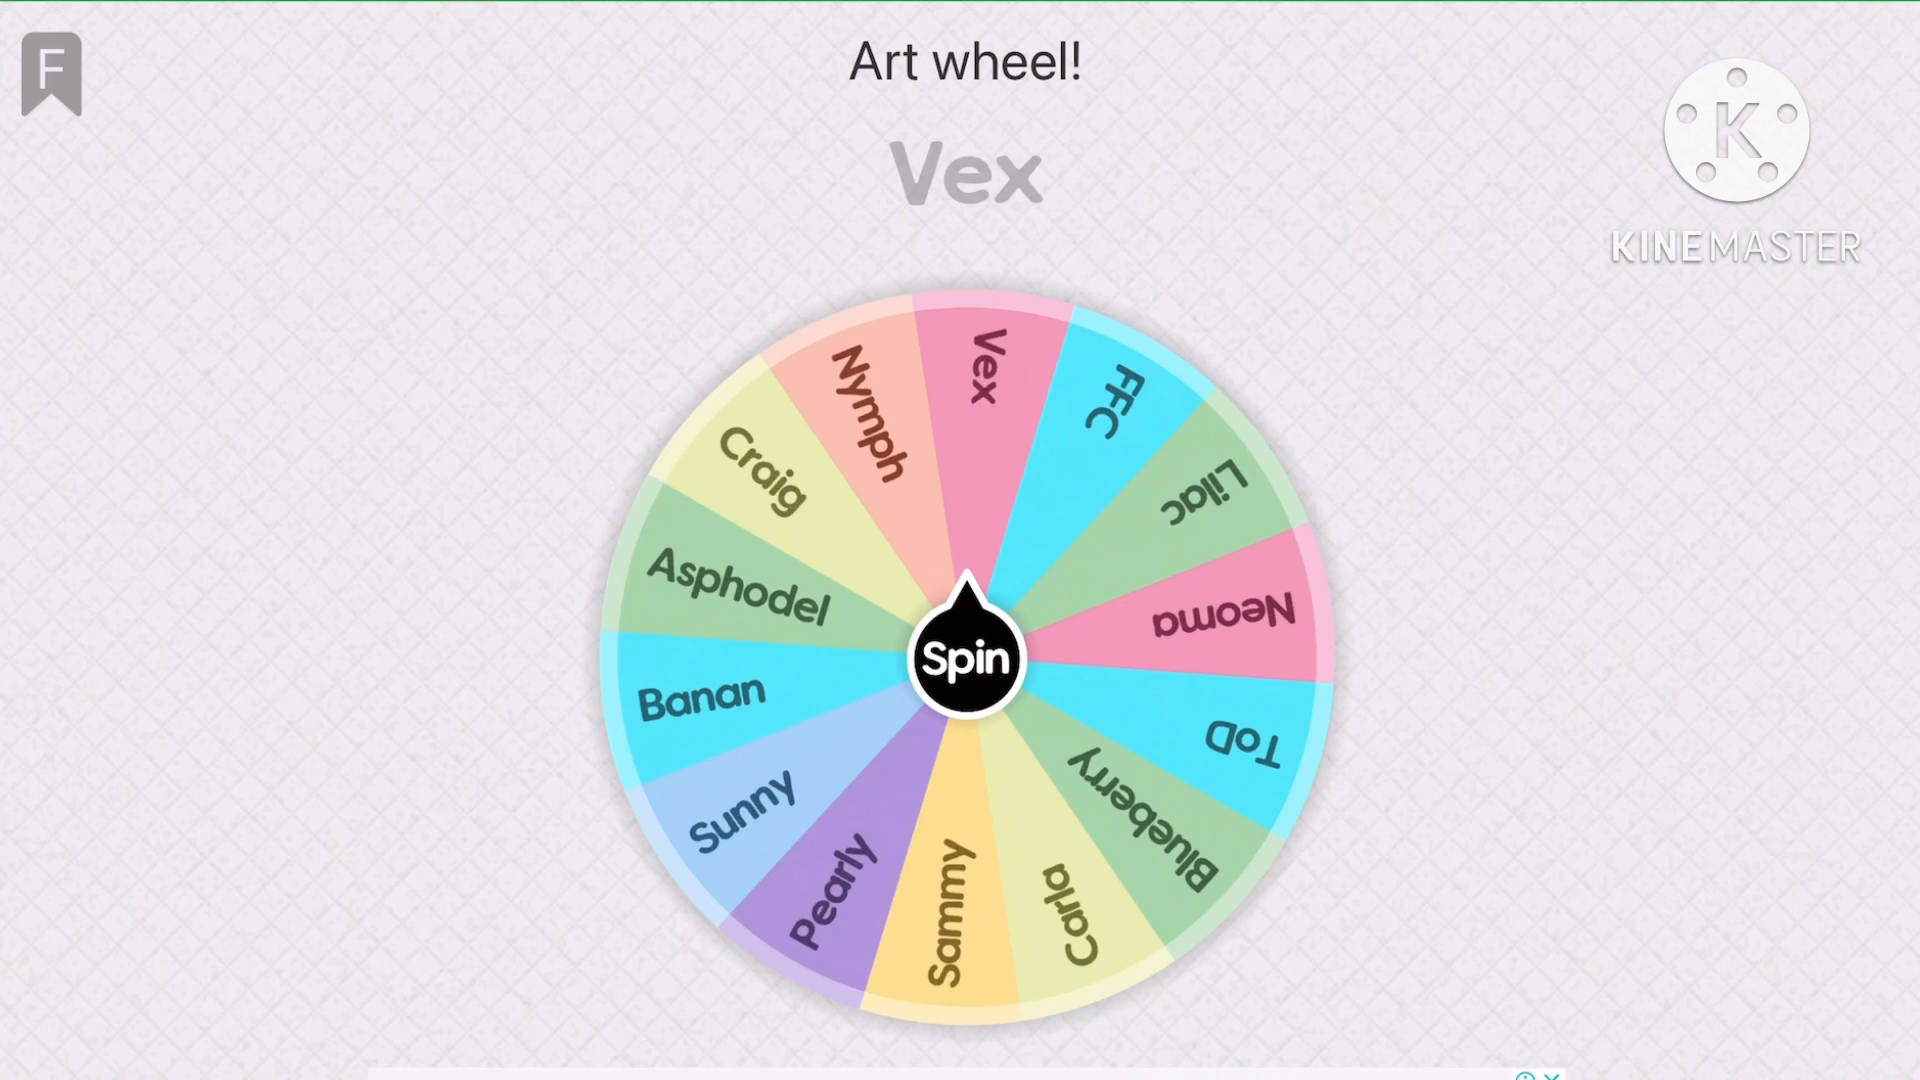 F
Art wheel!
K
Vex
KINEMASTER
Vex
FFC
Lilac
Neoma
ToD
Blueberry
Carla
Sammy
Pearly
Sunny
Banan
Asphodel
Craig
Nymph
Spin